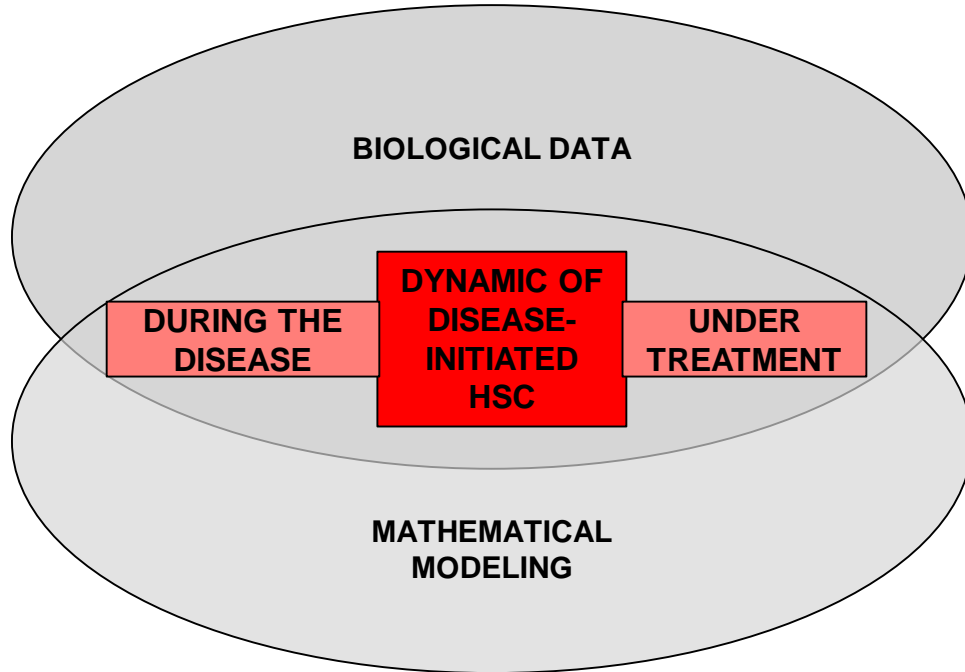 BIOLOGICAL DATA
DURING THE
DISEASE
DYNAMIC OF
DISEASE-
INITIATED
HSC
UNDER
TREATMENT
MATHEMATICAL
MODELING